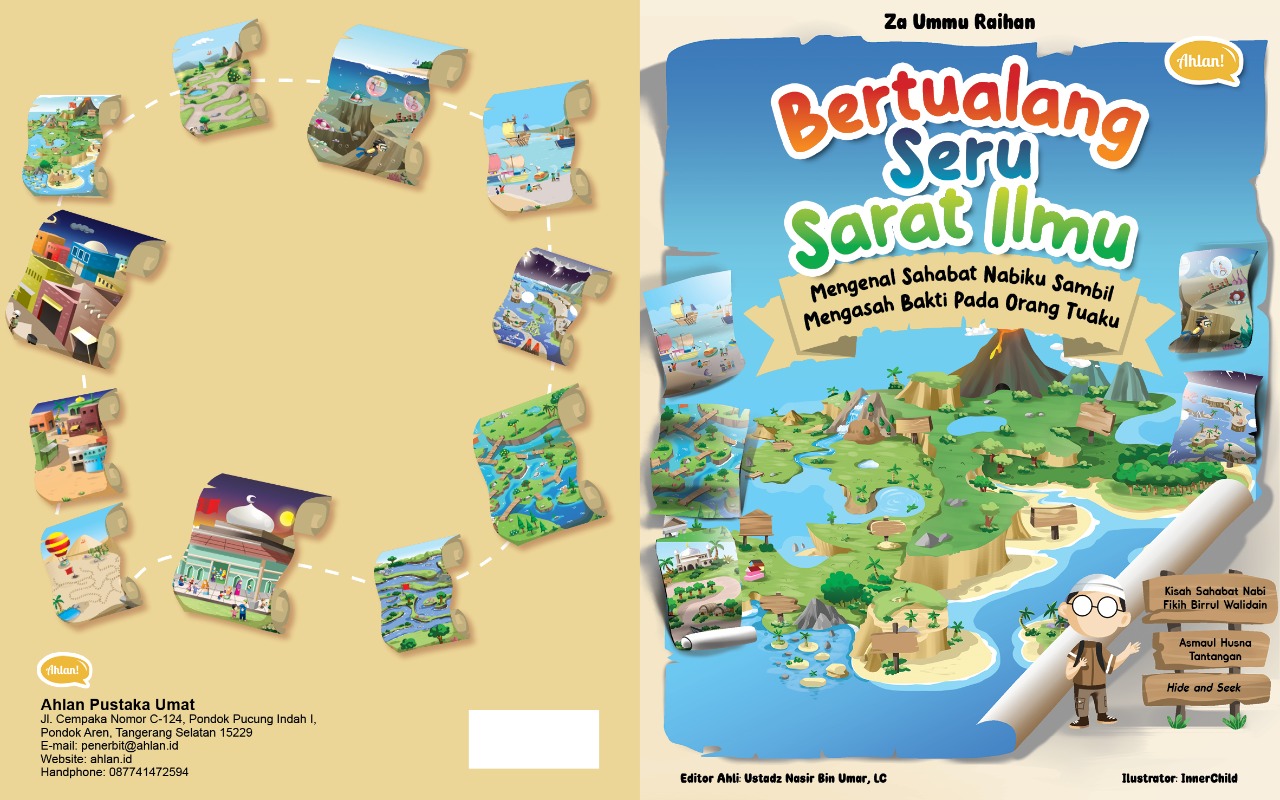 Za Ummu Raihan
Ahlan!
Bertualang
Seru
Sarat Ilmu
Mengenal Sahabat Nabiku Sambil
Mengasah Bakti Pada Orang Tuaku
Kisah Sahabat Nabi
Fikih Birrul Walidain
Asmaul Husna
Tantangan
Hide and Seek
Editor Ahli: Ustadz Nasir Bin Umar, LC
Ilustrator: InnerChild
Ahlan!
Ahlan Pustaka Umat
Jl. Cempaka Nomor C-124, Pondok Pucung Indah I,
Pondok Aren, Tangerang Selatan 15229
E-mail: penerbit@ahlan.id
Website: ahlan.id
Handphone: 087741472594